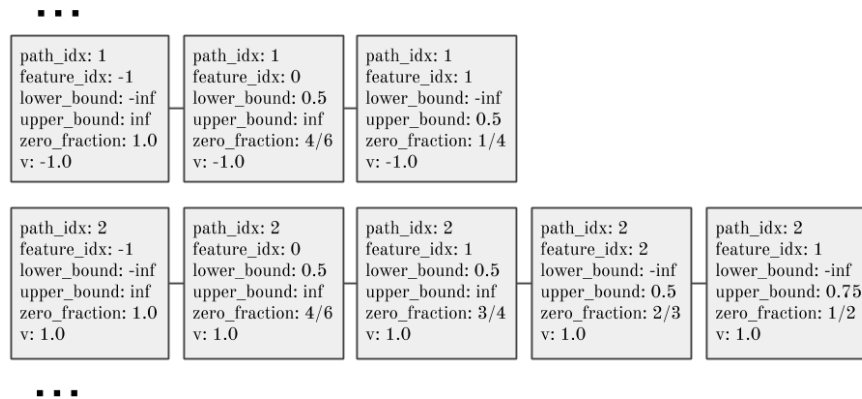 ...
path_idx: 1
feature_idx: -1
lower_bound: -inf
upper_bound: inf
zero_fraction: 1.0
v: -1.0
path_idx: 1
feature_idx: 0
lower_bound: 0.5
upper_bound: inf
zero_fraction: 4/6
v: -1.0
path_idx: 1
feature_idx: 1
lower_bound: -inf
upper_bound: 0.5
zero_fraction: 1/4
v: -1.0
path_idx: 2
feature_idx: -1
lower_bound: -inf
upper_bound: inf
zero_fraction: 1.0
v: 1.0
path_idx: 2
feature_idx: 0
lower_bound: 0.5
upper_bound: inf
zero_fraction: 4/6
v: 1.0
path_idx: 2
feature_idx: 1
lower_bound: 0.5
upper_bound: inf
zero_fraction: 3/4
v: 1.0
path_idx: 2
feature_idx: 2
lower_bound: -inf
upper_bound: 0.5
zero_fraction: 2/3
v: 1.0
path_idx: 2
feature_idx: 1
lower_bound: -inf
upper_bound: 0.75
zero_fraction: 1/2
v: 1.0
...